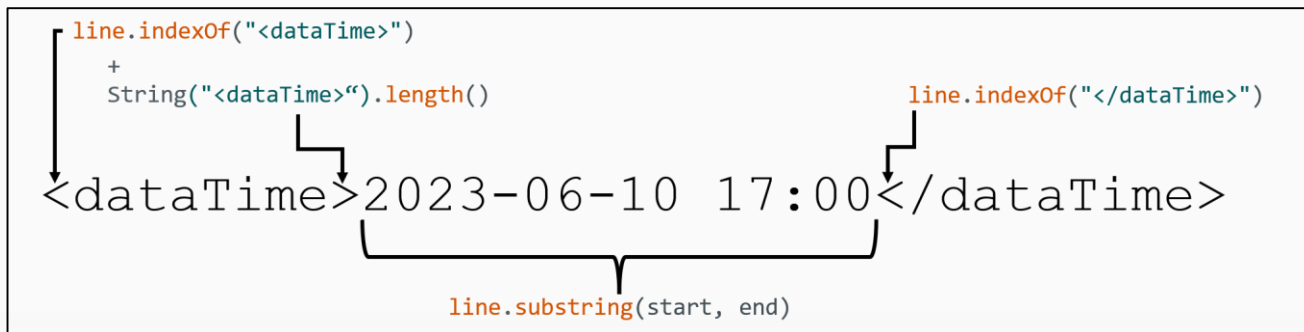 line.indexOf("<dataTime>")
+
String("<dataTime>“).length()
line.indexOf("</dataTime>")
<dataTime>2023-06-10 17:00</dataTime>
line.substring(start, end)